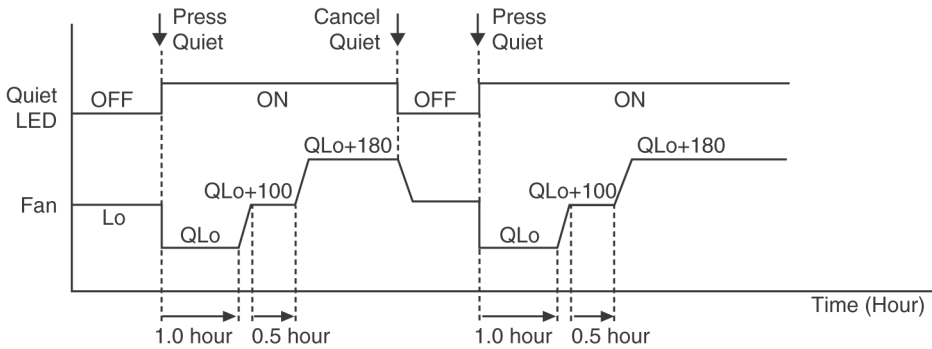 Press
Quiet
Cancel
Quiet
Press
Quiet
Quiet
LED
OFF
ON
OFF
ON
QLo+180
QLo+180
QLo+100
QLo+100
Fan
Lo
QLo
QLo
Time (Hour)
1.0 hour
0.5 hour
1.0 hour
0.5 hour